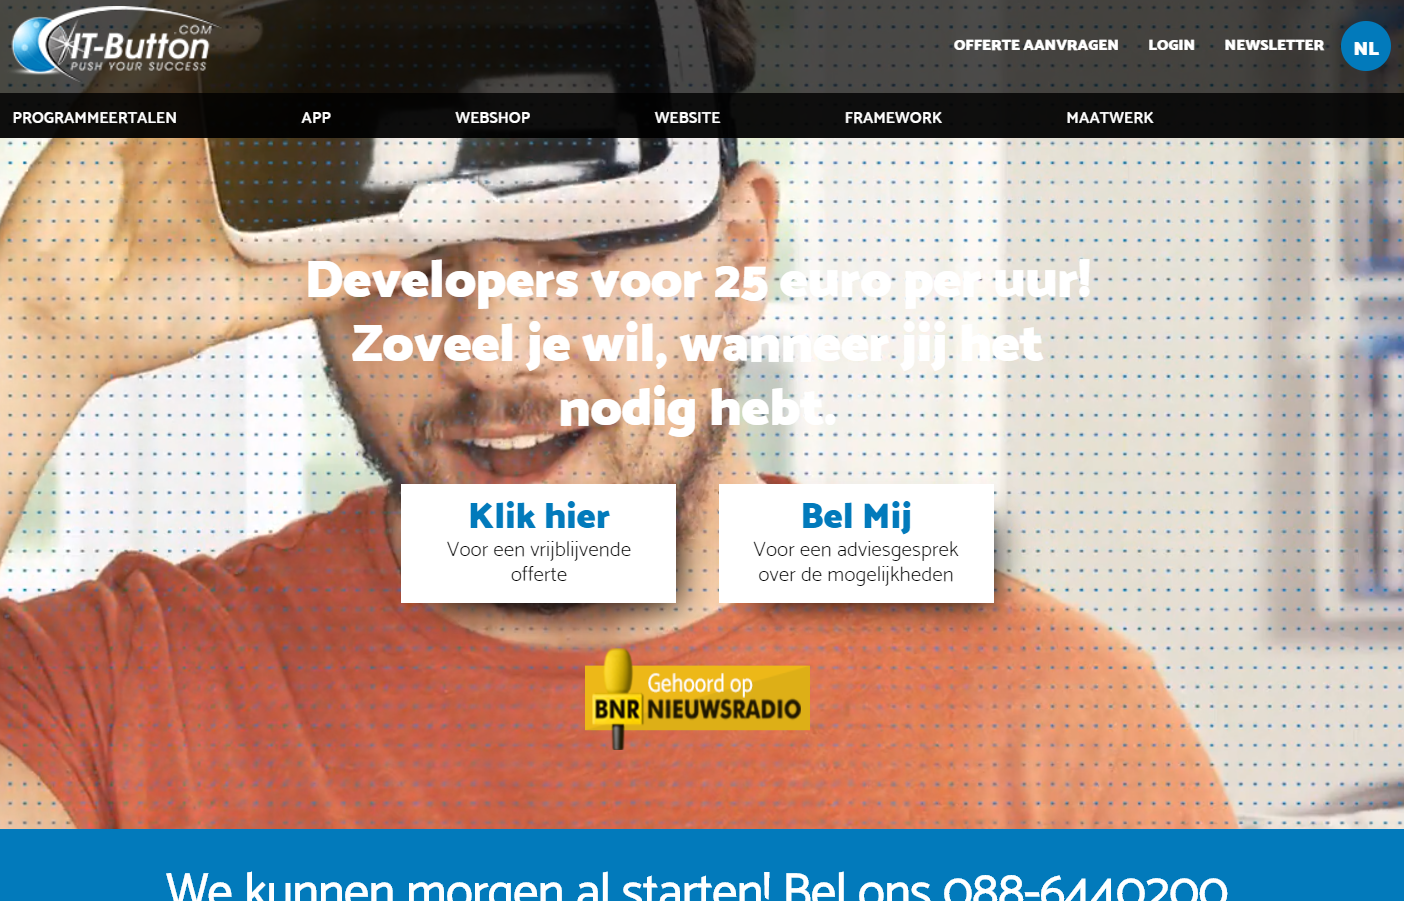 IT-Button
.COM
PUSH YOUR SUCCESS
OFFERTE AANVRAGEN
LOGIN
NEWSLETTER
NL
PROGRAMMEERTALEN
APP
WEBSHOP
WEBSITE
FRAMEWORK
MAATWERK
Developers voor 25 euro per uur!
Zoveel je wil, wanneer jij het
nodig hebt.
Klik hier
Voor een vrijblijvende
offerte
Bel Mij
Voor een adviesgesprek
over de mogelijkheden
Gehoord op
BNR NIEUWSRADIO
We kunnen morgen al starten! Bel ons 088-6440200